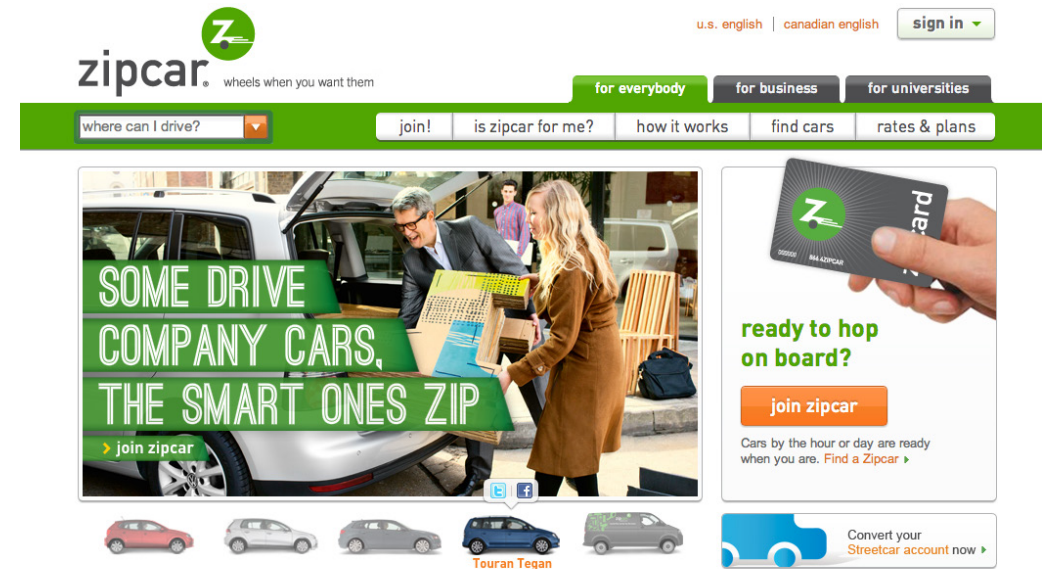 u.s. english | canadian english
sign in
zipcar®
wheels when you want them
for everybody
for business
for universities
where can I drive?
join!
is zipcar for me?
how it works
find cars
rates & plans
SOME DRIVE
COMPANY CARS,
THE SMART ONES ZIP
join zipcar
card
866 4ZIPCAR
ready to hop
on board?
join zipcar
Cars by the hour or day are ready
when you are. Find a Zipcar
Touran Tegan
Convert your
Streetcar account now